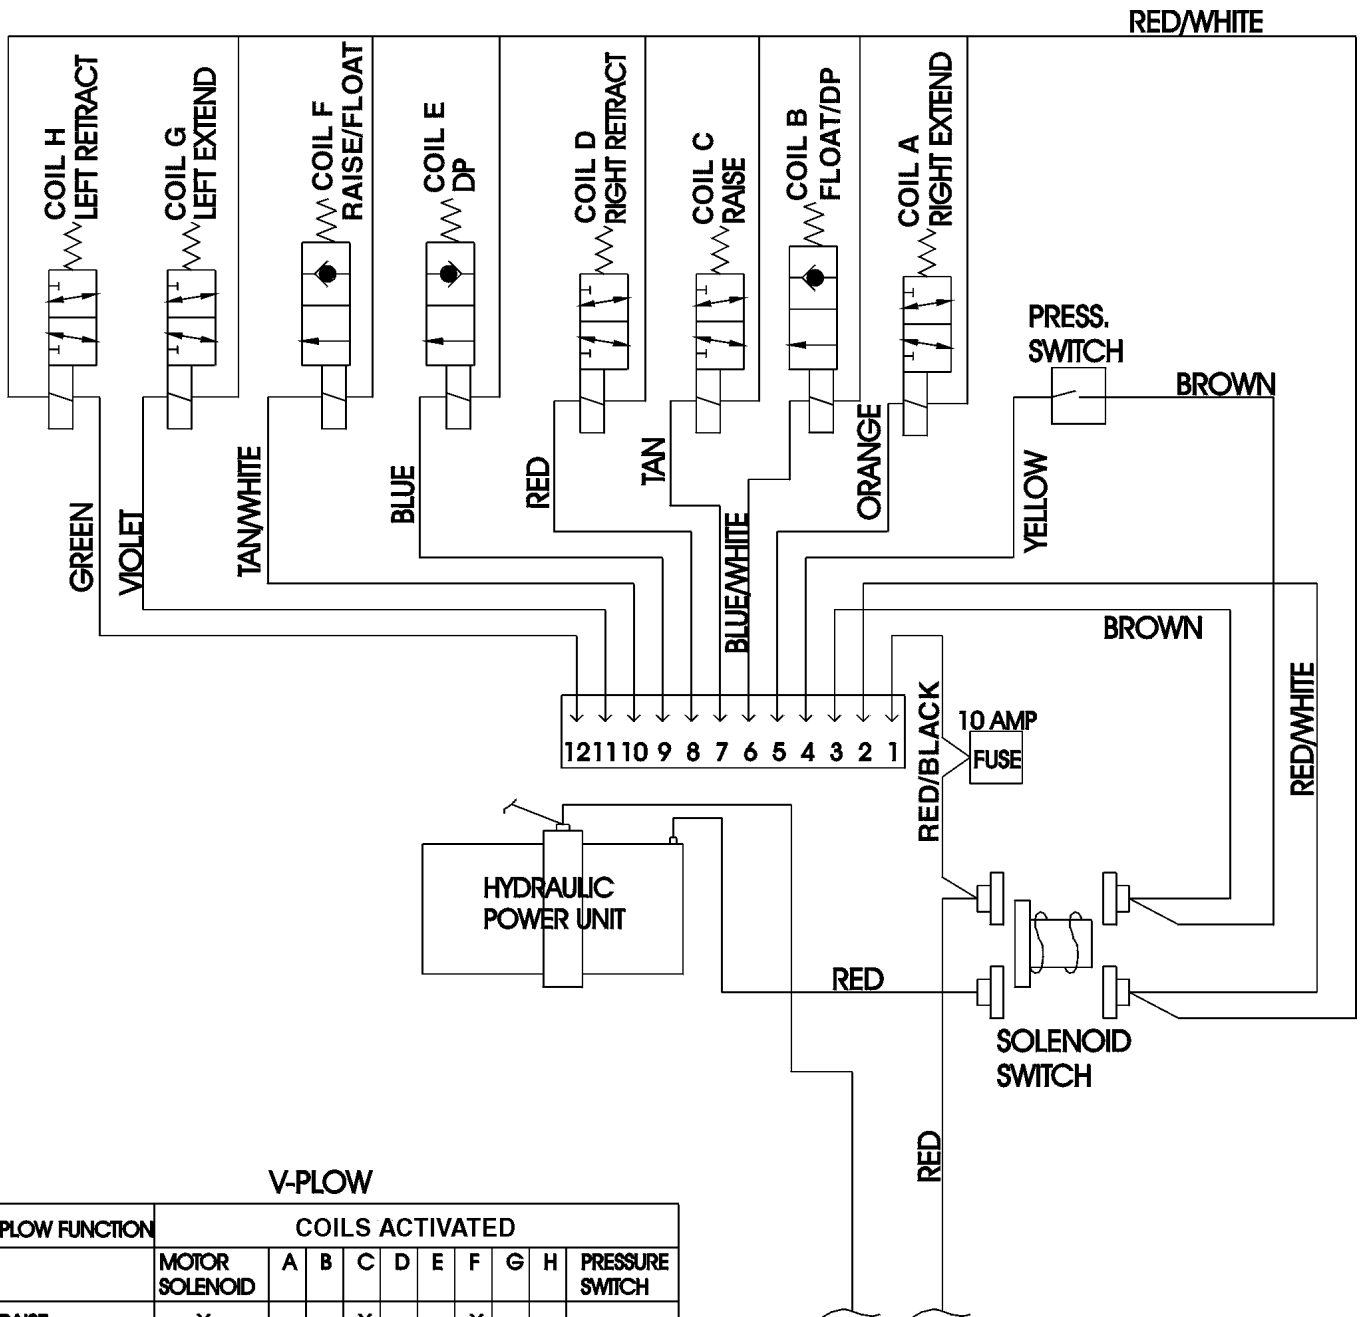 RED/WHITE
COIL H
LEFT RETRACT
COIL G
LEFT EXTEND
COIL F
RAISE/FLOAT
COIL E
DP
COIL D
RIGHT RETRACT
COIL C
RAISE
COIL B
FLOAT/DP
COIL A
RIGHT EXTEND
PRESS.
SWITCH
BROWN
GREEN
VIOLET
TAN/WHITE
BLUE
RED
TAN
BLUE/WHITE
ORANGE
YELLOW
BROWN
RED/WHITE
12 11 10 9 8 7 6 5 4 3 2 1
RED/BLACK
10 AMP
FUSE
HYDRAULIC
POWER UNIT
RED
SOLENOID
SWITCH
RED
V-PLOW
PLOW FUNCTION
COILS ACTIVATED
MOTOR
SOLENOID
A B C D E F G H
PRESSURE
SWITCH
RAISE X X X